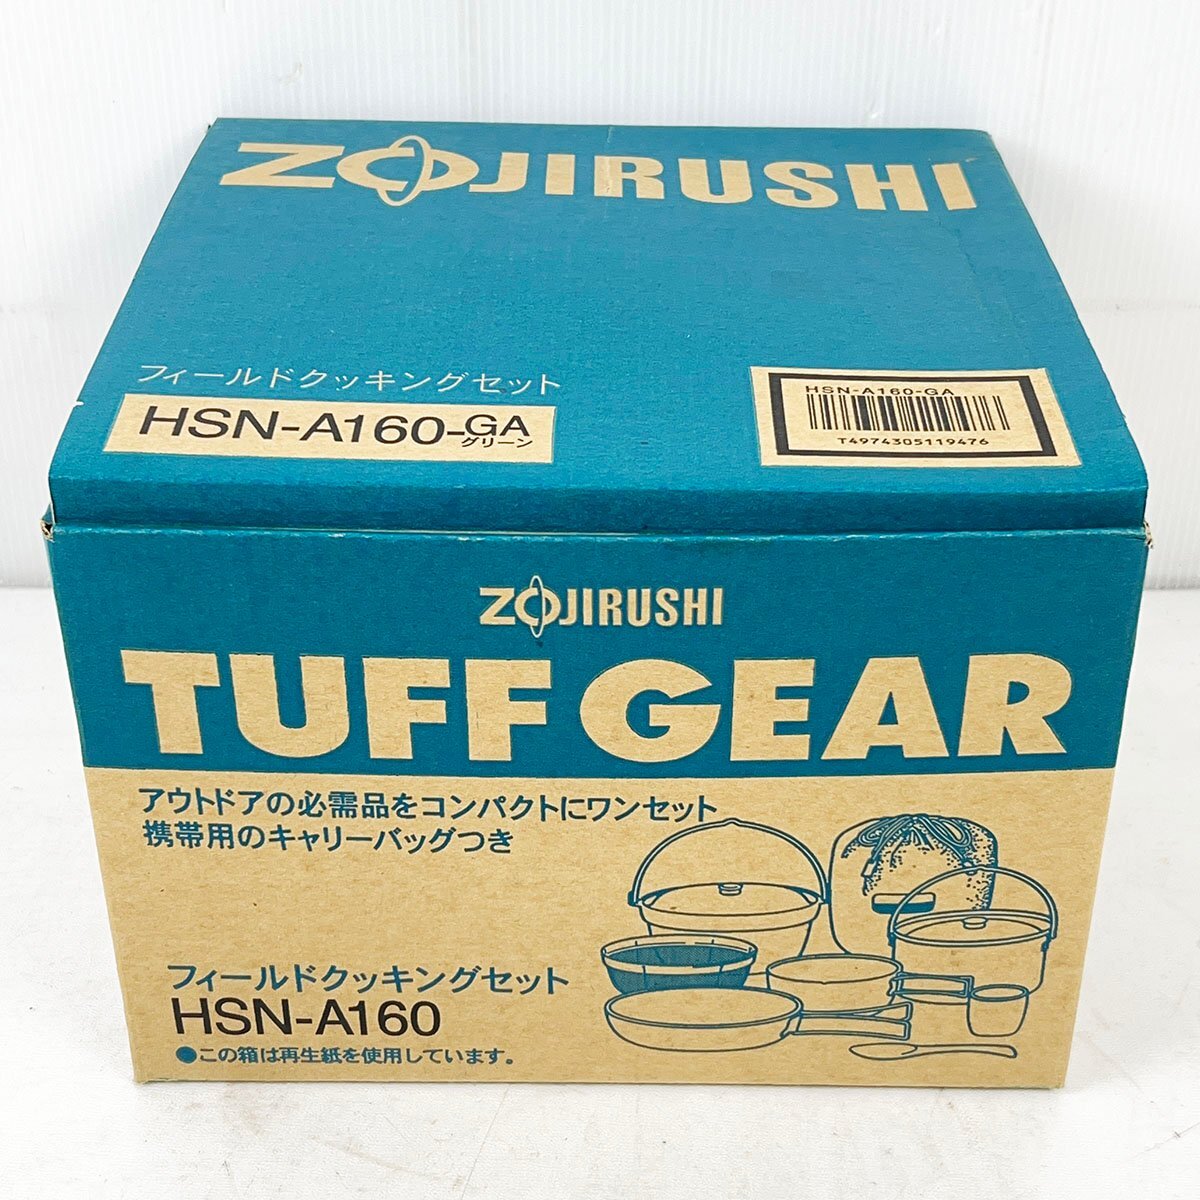 ZOJIRUSHI
フィールドクッキングセット
HSN-A160-GA
グリーン
HSN-A160-GA
T4974305119476
ZOJIRUSHI
TUFF GEAR
アウトドアの必需品をコンパクトにワンセット
携帯用のキャリーバッグつき
フィールドクッキングセット
HSN-A160
●この箱は再生紙を使用しています。